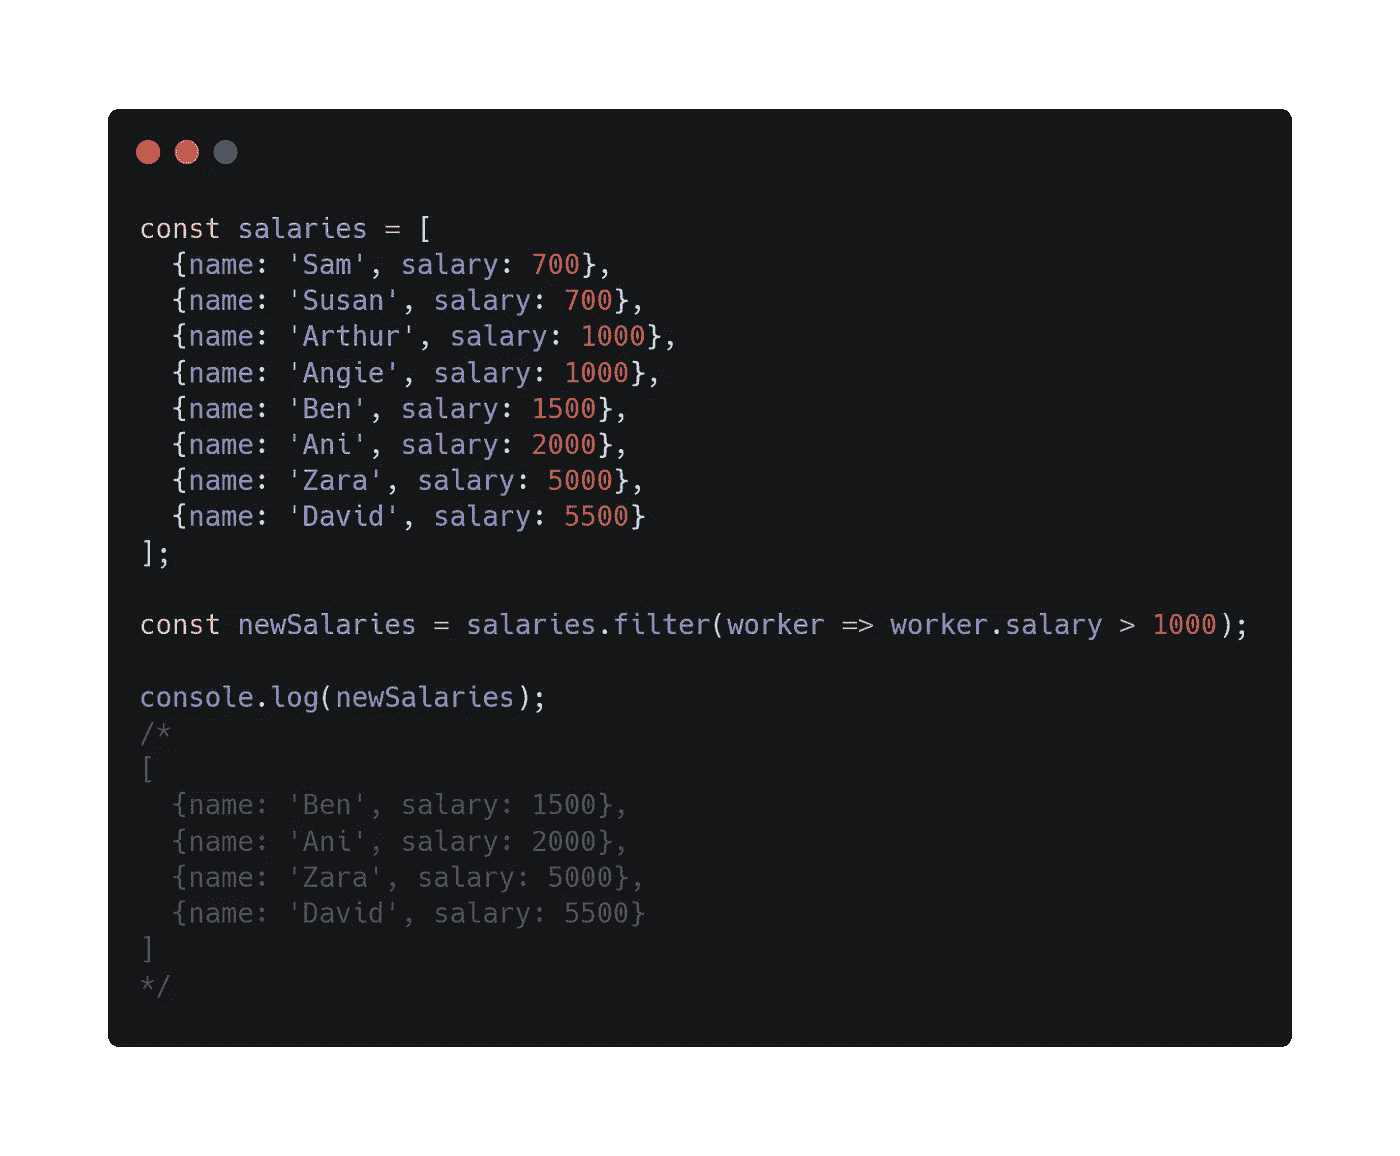 const salaries = [
  {name: 'Sam', salary: 700},
  {name: 'Susan', salary: 700},
  {name: 'Arthur', salary: 1000},
  {name: 'Angie', salary: 1000},
  {name: 'Ben', salary: 1500},
  {name: 'Ani', salary: 2000},
  {name: 'Zara', salary: 5000},
  {name: 'David', salary: 5500}
];
const newSalaries = salaries.filter(worker => worker.salary > 1000);
console.log(newSalaries);
/*
[
  {name: 'Ben', salary: 1500},
  {name: 'Ani', salary: 2000},
  {name: 'Zara', salary: 5000},
  {name: 'David', salary: 5500}
]
*/